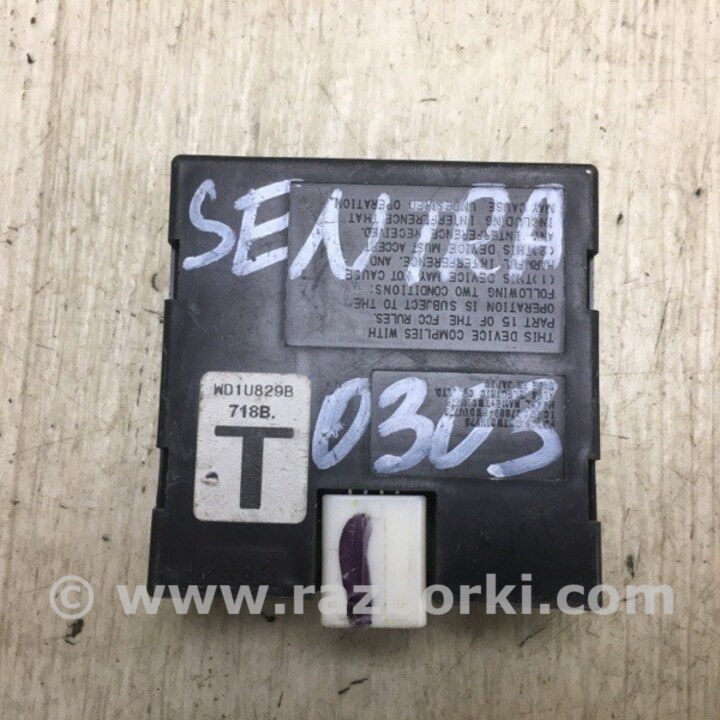 SENTRA
THIS DEVICE COMPLIES WITH
PART 15 OF THE FCC RULES.
OPERATION IS SUBJECT TO THE
FOLLOWING TWO CONDITIONS:
(1)THIS DEVICE MAY NOT CAUSE
HARMFUL INTERFERENCE, AND
(2)THIS DEVICE MUST ACCEPT
ANY INTERFERENCE RECEIVED,
INCLUDING INTERFERENCE THAT
MAY CAUSE UNDESIRED OPERATION.
WD1U829B
718B.
T
0303
© www.razborki.com